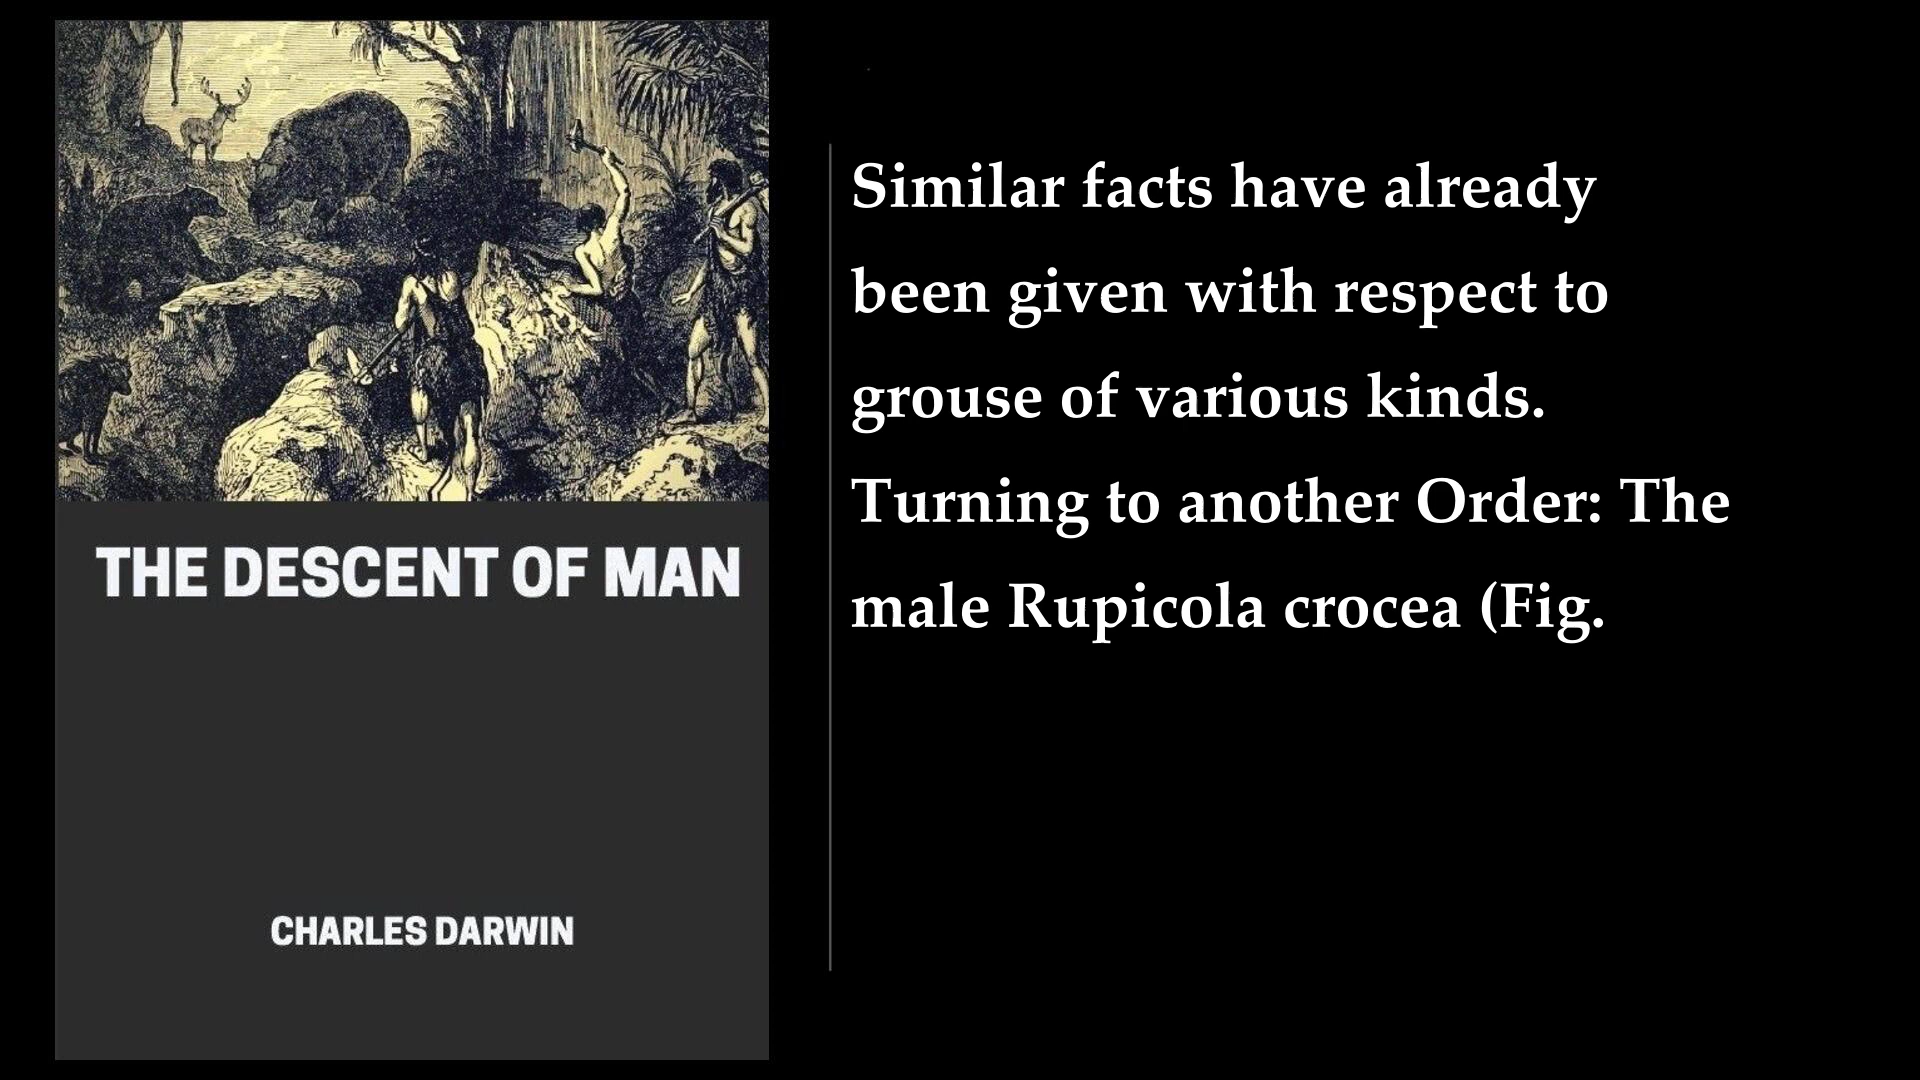 THE DESCENT OF MAN
CHARLES DARWIN
Similar facts have already
been given with respect to
grouse of various kinds.
Turning to another Order: The
male Rupicola crocea (Fig.